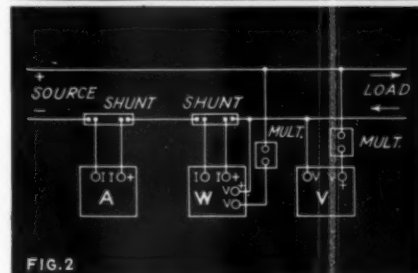 +
SOURCE
LOAD
−
SHUNT
SHUNT
MULT.
MULT.
I I +
I I +
V +
V
V V +
A
W
V
FIG.2